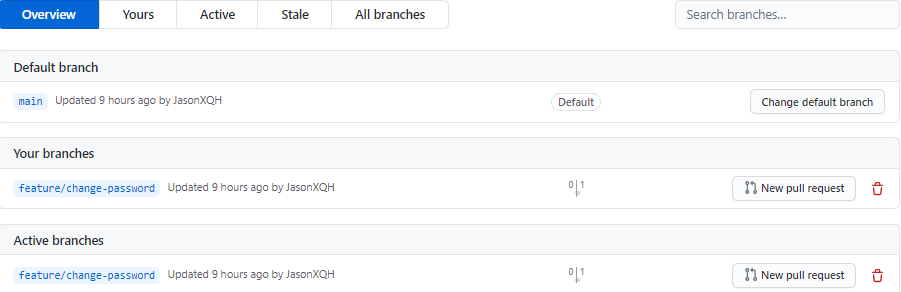 Overview Yours Active Stale All branches Search branches...
Default branch
main Updated 9 hours ago by JasonXQH Default Change default branch
Your branches
feature/change-password Updated 9 hours ago by JasonXQH 0 1 New pull request
Active branches
feature/change-password Updated 9 hours ago by JasonXQH 0 1 New pull request